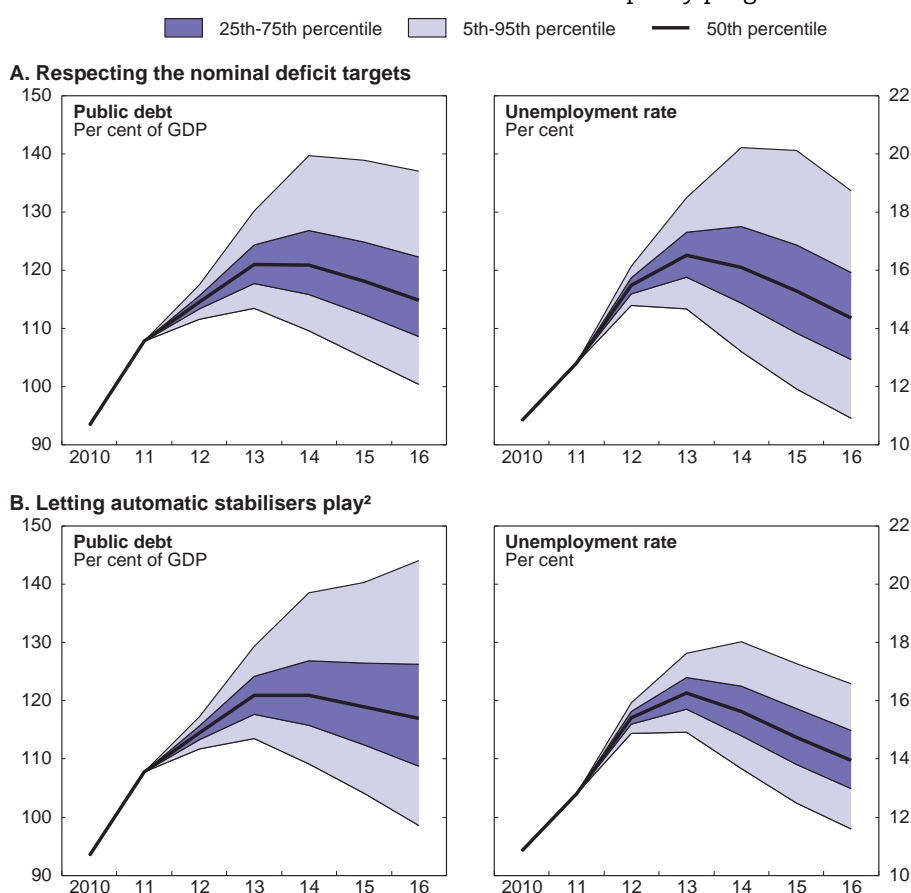 25th-75th percentile 5th-95th percentile 50th percentile
A. Respecting the nominal deficit targets
150 22
Public debt Unemployment rate
Per cent of GDP Per cent
140 20
130 18
120 16
110 14
100 12
90 10
2010 11 12 13 14 15 16 2010 11 12 13 14 15 16
B. Letting automatic stabilisers play²
150 22
Public debt Unemployment rate
Per cent of GDP Per cent
140 20
130 18
120 16
110 14
100 12
90 10
2010 11 12 13 14 15 16 2010 11 12 13 14 15 16